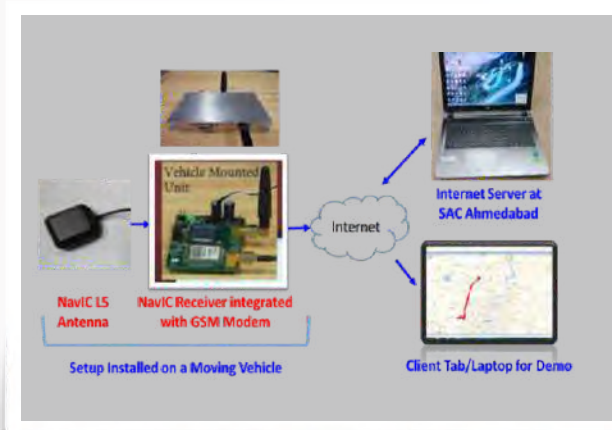 Vehicle Mounted
Unit
Internet
Internet Server at
SAC Ahmedabad
NavIC L5
Antenna
NavIC Receiver integrated
with GSM Modem
Setup Installed on a Moving Vehicle
Client Tab/Laptop for Demo